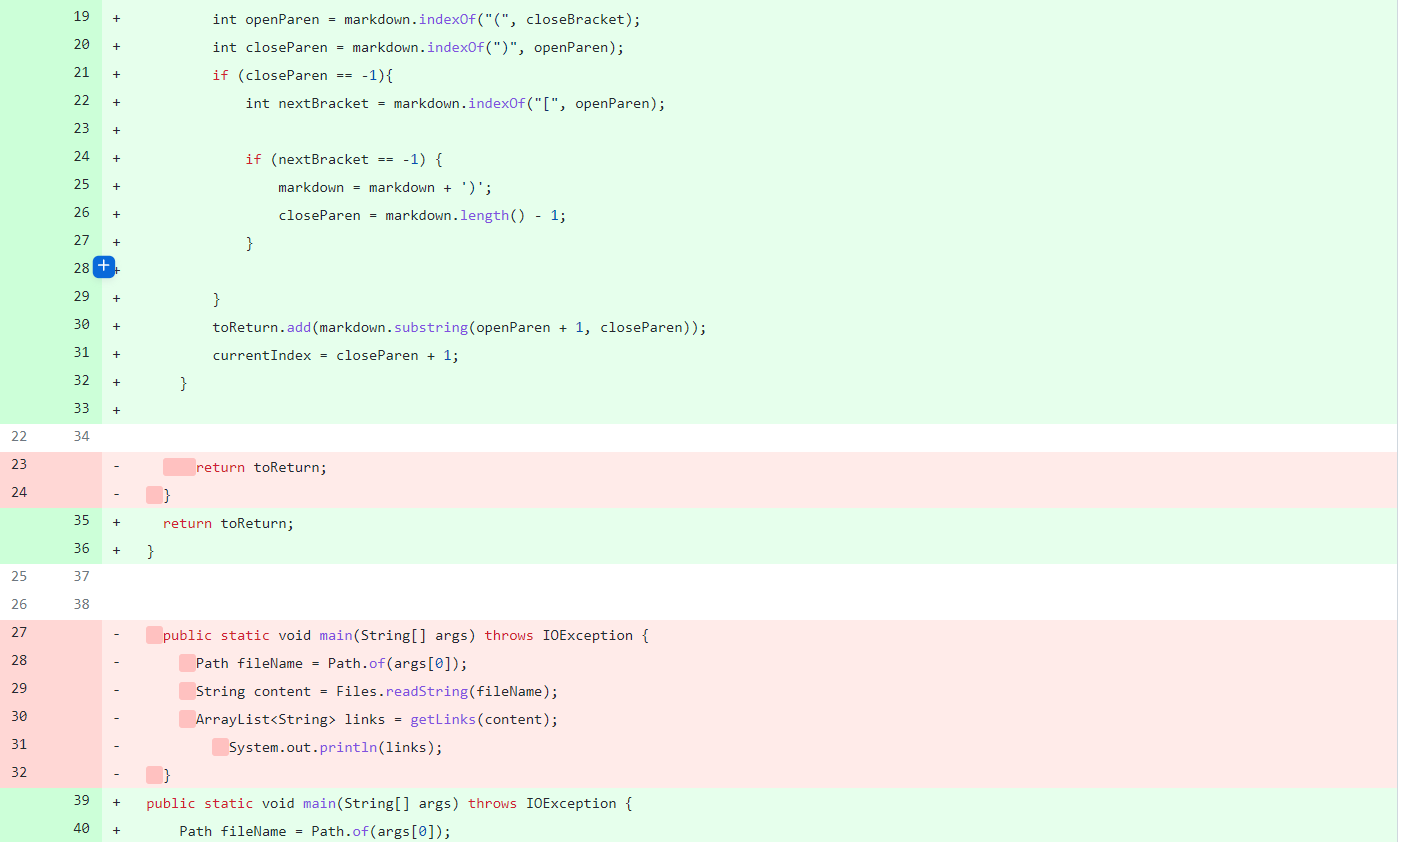 19 + int openParen = markdown.indexOf("(", closeBracket);
20 + int closeParen = markdown.indexOf(")", openParen);
21 + if (closeParen == -1){
22 + int nextBracket = markdown.indexOf("[", openParen);
23 +
24 + if (nextBracket == -1) {
25 + markdown = markdown + ')';
26 + closeParen = markdown.length() - 1;
27 + }
28 +
29 + }
30 + toReturn.add(markdown.substring(openParen + 1, closeParen));
31 + currentIndex = closeParen + 1;
32 + }
33 +
22 34
23 - return toReturn;
24 - }
35 + return toReturn;
36 + }
25 37
26 38
27 - public static void main(String[] args) throws IOException {
28 - Path fileName = Path.of(args[0]);
29 - String content = Files.readString(fileName);
30 - ArrayList<String> links = getLinks(content);
31 - System.out.println(links);
32 - }
39 + public static void main(String[] args) throws IOException {
40 + Path fileName = Path.of(args[0]);